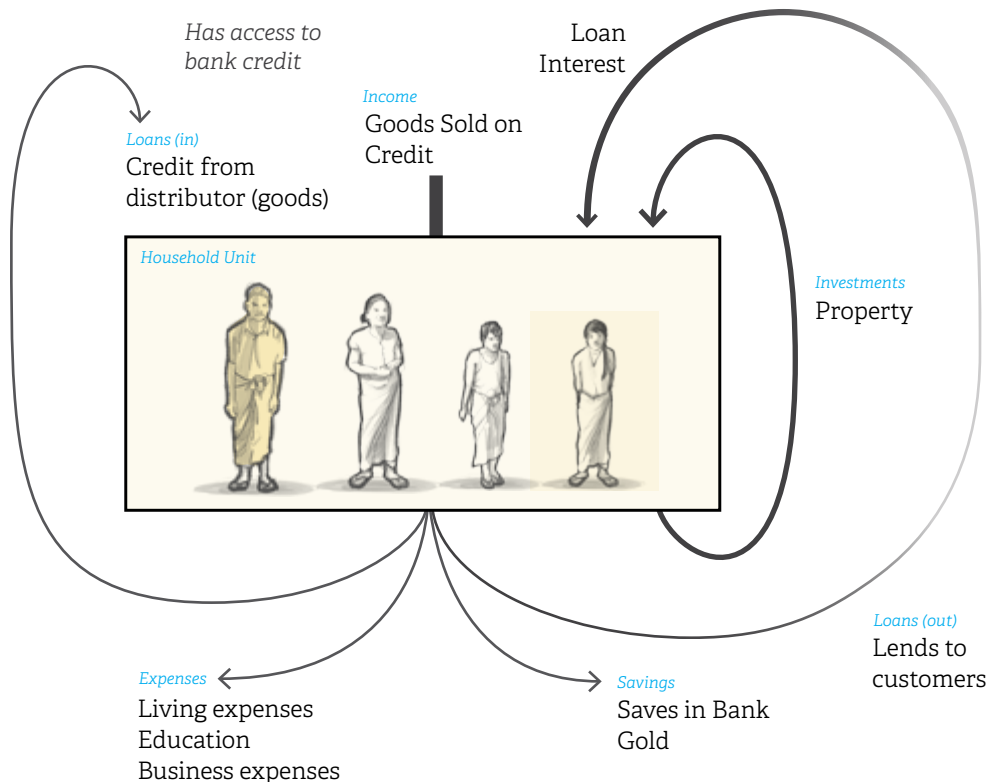 Has access to
bank credit
Loan
Interest
Income
Goods Sold on
Credit
Loans (in)
Credit from
distributor (goods)
Household Unit
Investments
Property
Loans (out)
Lends to
customers
Expenses
Living expenses
Education
Business expenses
Savings
Saves in Bank
Gold